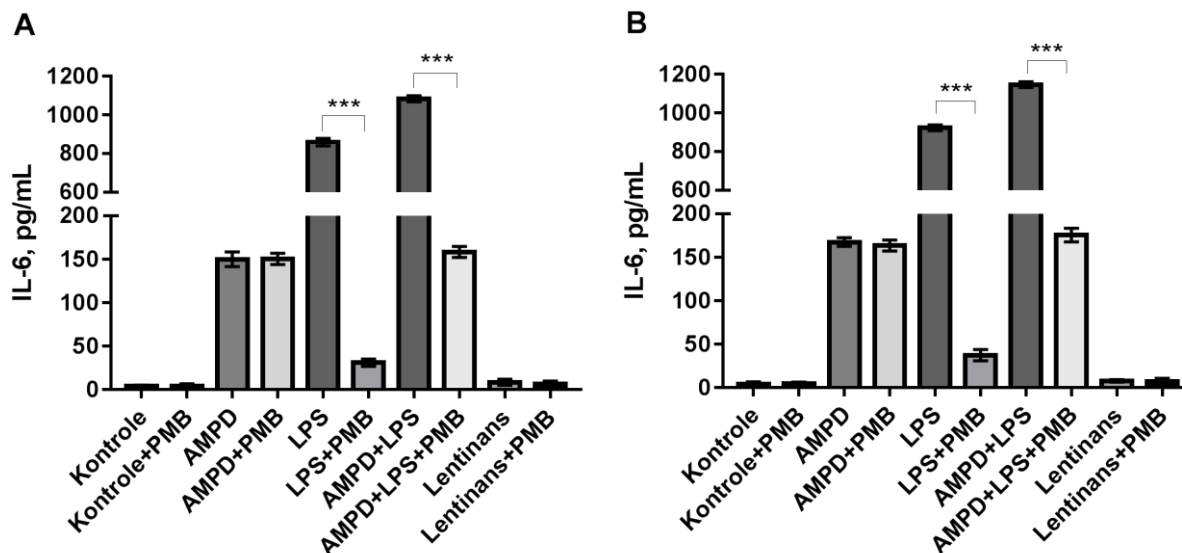 A
IL-6, pg/mL
1200
1000
800
600
200
150
100
50
0
***
***
Kontrole
Kontrole+PMB
AMPD
AMPD+PMB
LPS
LPS+PMB
AMPD+LPS
AMPD+LPS+PMB
Lentinans
Lentinans+PMB
B
IL-6, pg/mL
1200
1000
800
600
200
150
100
50
0
***
***
Kontrole
Kontrole+PMB
AMPD
AMPD+PMB
LPS
LPS+PMB
AMPD+LPS
AMPD+LPS+PMB
Lentinans
Lentinans+PMB